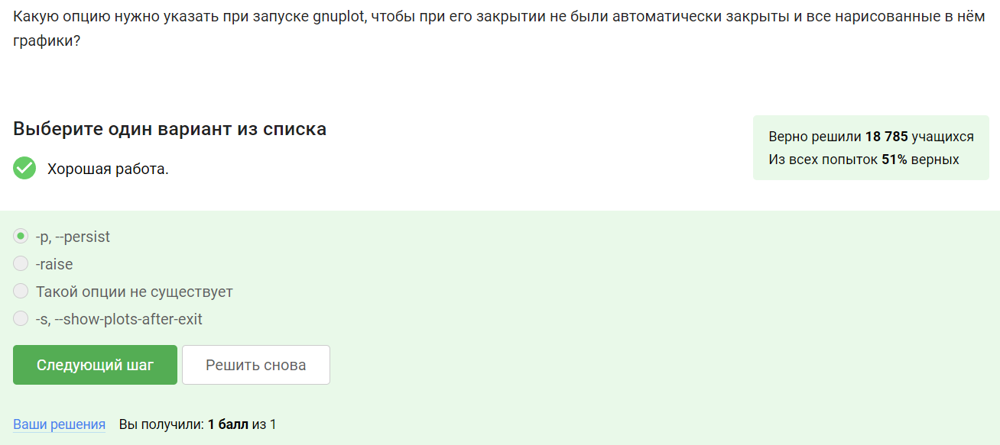 Какую опцию нужно указать при запуске gnuplot, чтобы при его закрытии не были автоматически закрыты и все нарисованные в нём
графики?
Выберите один вариант из списка
Хорошая работа.
Верно решили 18 785 учащихся
Из всех попыток 51% верных
-p, --persist
-raise
Такой опции не существует
-s, --show-plots-after-exit
Следующий шаг
Решить снова
Ваши решения
Вы получили: 1 балл из 1